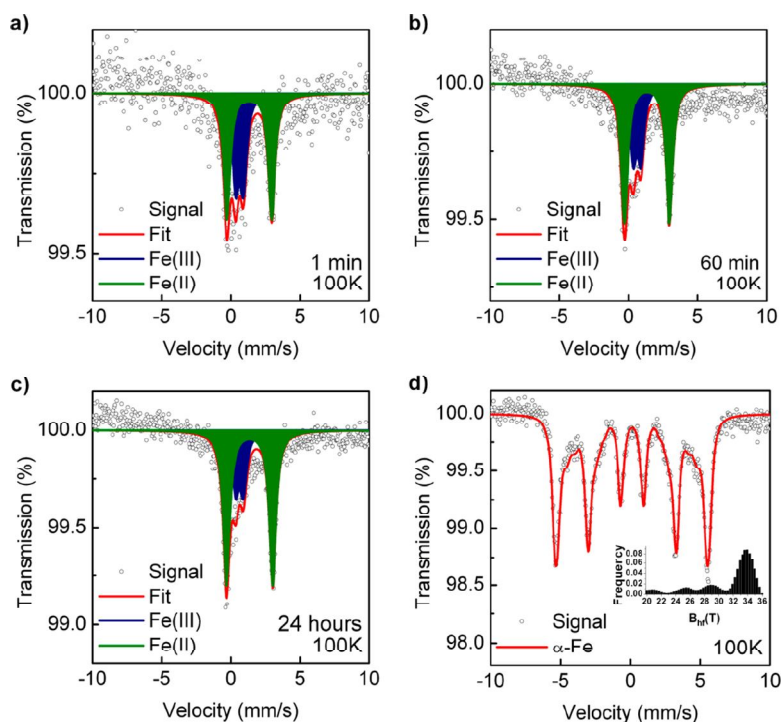 a)
Transmission (%)
100.0
99.5
Signal
Fit
Fe(III)
Fe(II)
1 min
100K
-10 -5 0 5 10
Velocity (mm/s)
b)
Transmission (%)
100.0
99.5
Signal
Fit
Fe(III)
Fe(II)
60 min
100K
-10 -5 0 5 10
Velocity (mm/s)
c)
Transmission (%)
100.0
99.5
99.0
Signal
Fit
Fe(III)
Fe(II)
24 hours
100K
-10 -5 0 5 10
Velocity (mm/s)
d)
Transmission (%)
100.0
99.5
99.0
98.5
98.0
Frequency
0.08
0.06
0.04
0.02
0.00
20 22 24 26 28 30 32 34 36
Bhf(T)
Signal
α-Fe
100K
-10 -5 0 5 10
Velocity (mm/s)